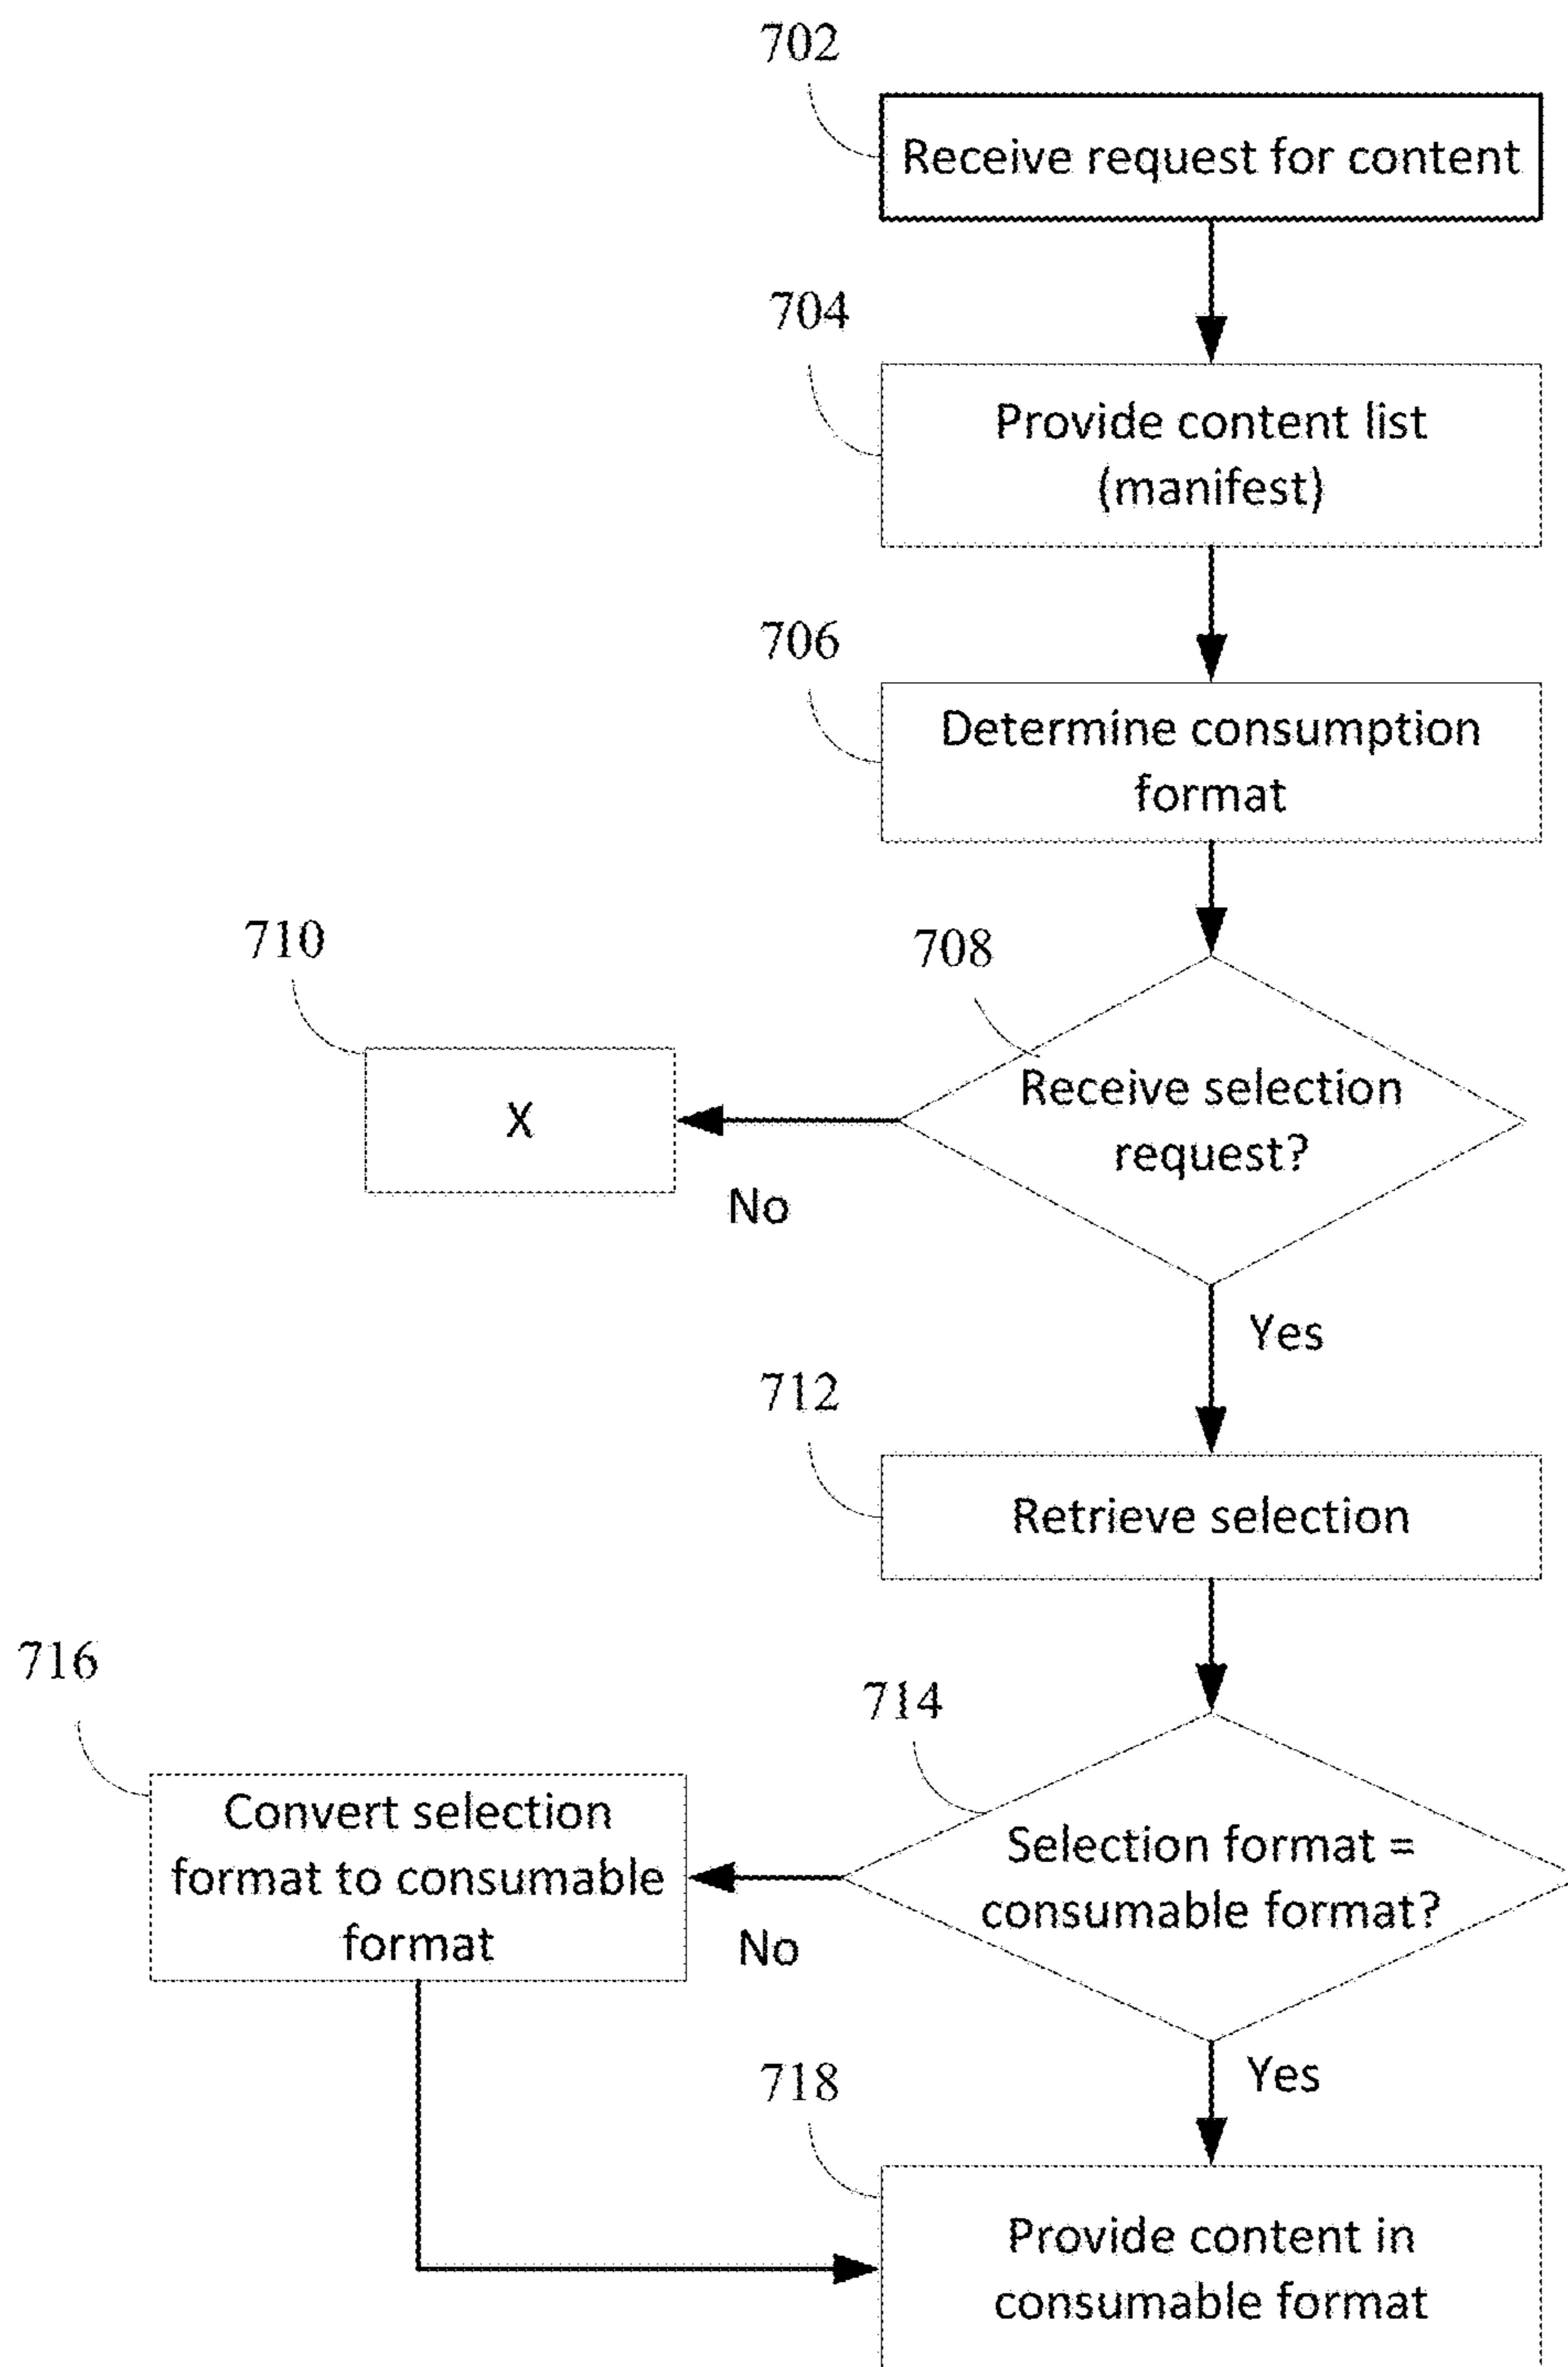 702
Receive request for content
704
Provide content list
(manifest)
706
Determine consumption
format
710
708
X
Receive selection
request?
No
Yes
712
Retrieve selection
716
714
Convert selection
format to consumable
format
Selection format =
consumable format?
No
Yes
718
Provide content in
consumable format